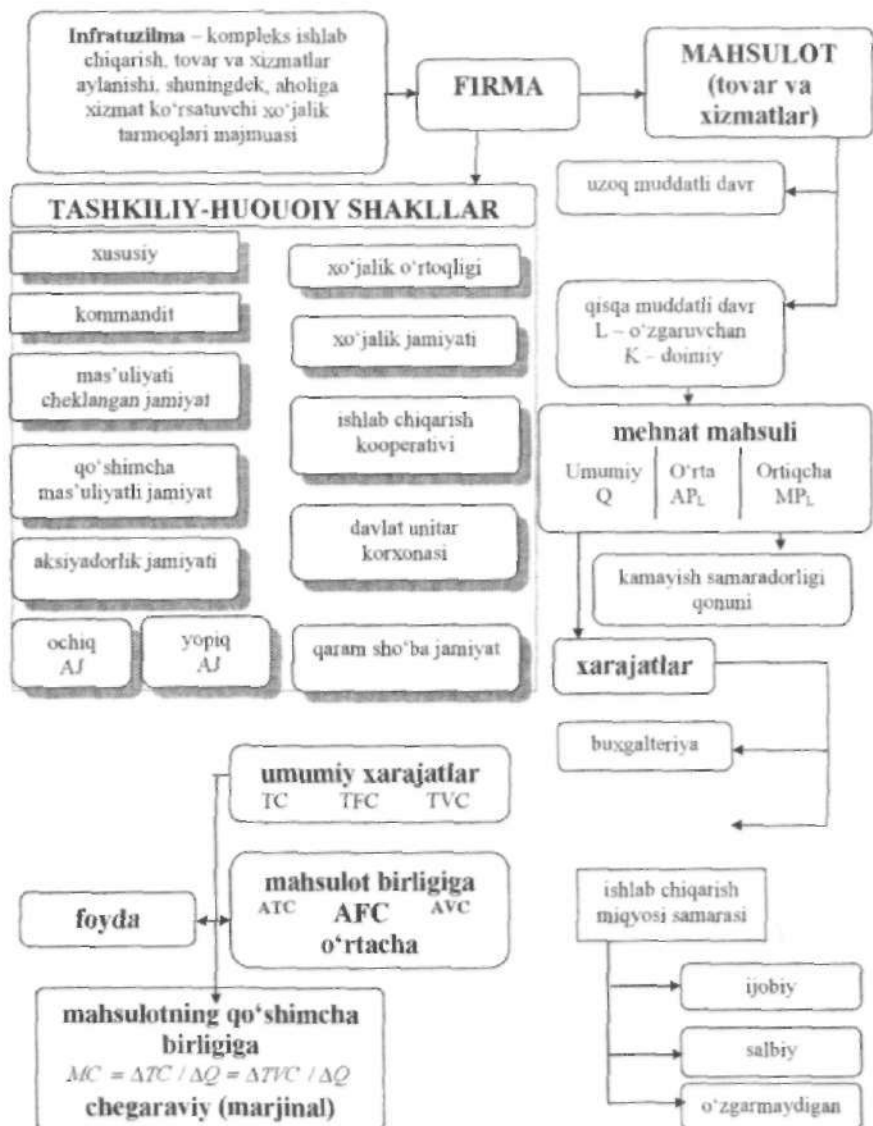 Infratuzilma – kompleks ishlab
chiqarish, tovar va xizmatlar
aylanishi, shuningdek, aholiga
xizmat ko‘rsatuvchi xo‘jalik
tarmoqlari majmuasi
FIRMA
MAHSULOT
(tovar va
xizmatlar)
uzoq muddatli davr
TASHKILIY-HUQUQIY SHAKLLAR
xususiy
xo‘jalik o‘rtoqligi
kommandit
xo‘jalik jamiyati
mas’uliyati
cheklangan jamiyat
ishlab chiqarish
kooperativi
qo‘shimcha
mas’uliyatli jamiyat
davlat unitar
korxonasi
aksiyadorlik jamiyati
ochiq
AJ
yopiq
AJ
qaram sho‘ba jamiyat
qisqa muddatli davr
L – o‘zgaruvchan
K – doimiy
mehnat mahsuli
Umumiy O‘rta Ortiqcha
Q AP_L MP_L
kamayish samaradorligi
qonuni
xarajatlar
buxgalteriya
umumiy xarajatlar
TC TFC TVC
mahsulot birligiga
ATC AFC AVC
o‘rtacha
foyda
mahsulotning qo‘shimcha
birligiga
MC = ΔTC / ΔQ = ΔTVC / ΔQ
chegaraviy (marjinal)
ishlab chiqarish
miqyosi samarasi
ijobiy
salbiy
o‘zgarmaydigan